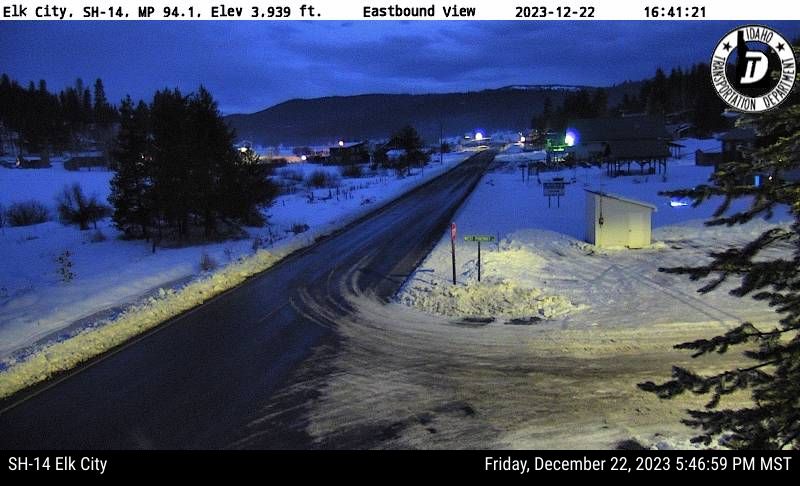 Elk City, SH-14, MP 94.1, Elev 3,939 ft. Eastbound View 2023-12-22 16:41:21
IDAHO
TRANSPORTATION DEPARTMENT
SH-14 Elk City Friday, December 22, 2023 5:46:59 PM MST